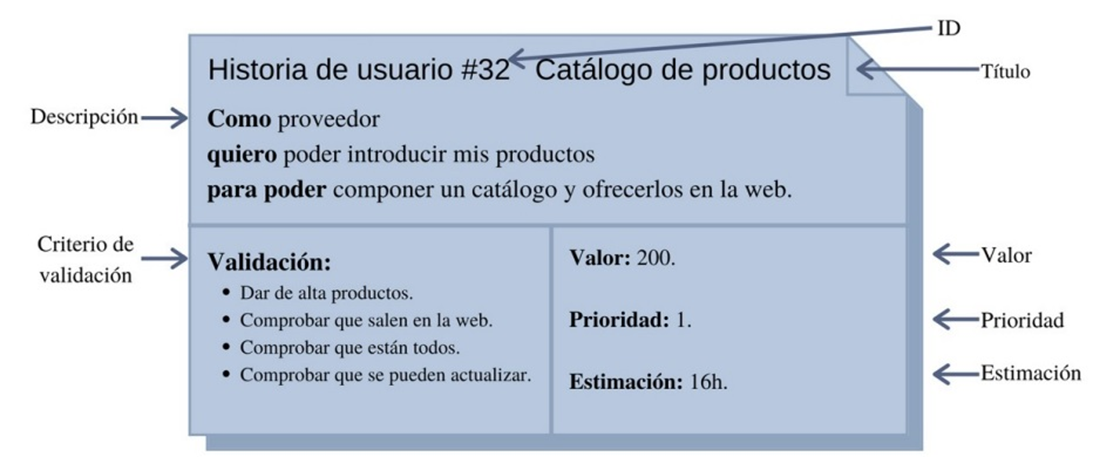 ID
Historia de usuario #32 Catálogo de productos
Título
Descripción
Como proveedor
quiero poder introducir mis productos
para poder componer un catálogo y ofrecerlos en la web.
Criterio de
validación
Validación:
• Dar de alta productos.
• Comprobar que salen en la web.
• Comprobar que están todos.
• Comprobar que se pueden actualizar.
Valor: 200.
Prioridad: 1.
Estimación: 16h.
Valor
Prioridad
Estimación